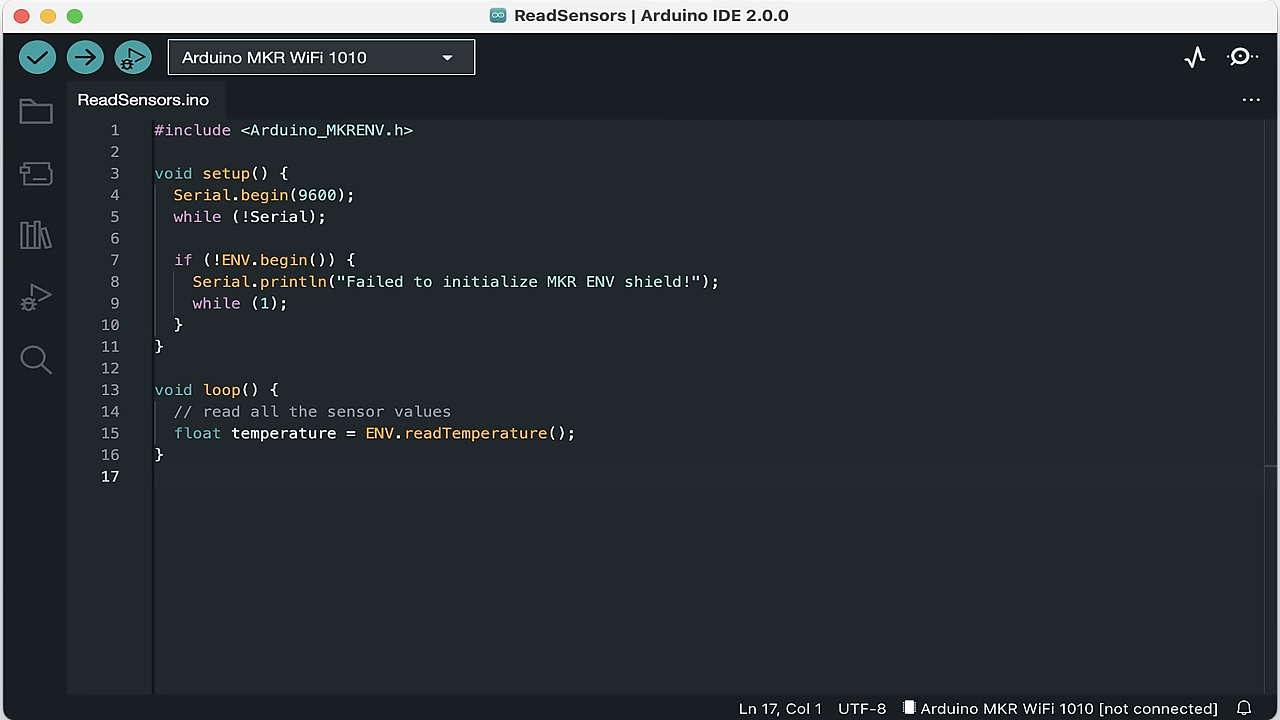 ReadSensors | Arduino IDE 2.0.0
Arduino MKR WiFi 1010
ReadSensors.ino
1 #include <Arduino_MKRENV.h>
2
3 void setup() {
4   Serial.begin(9600);
5   while (!Serial);
6
7   if (!ENV.begin()) {
8     Serial.println("Failed to initialize MKR ENV shield!");
9     while (1);
10   }
11 }
12
13 void loop() {
14   // read all the sensor values
15   float temperature = ENV.readTemperature();
16 }
17
Ln 17, Col 1 UTF-8 Arduino MKR WiFi 1010 [not connected]